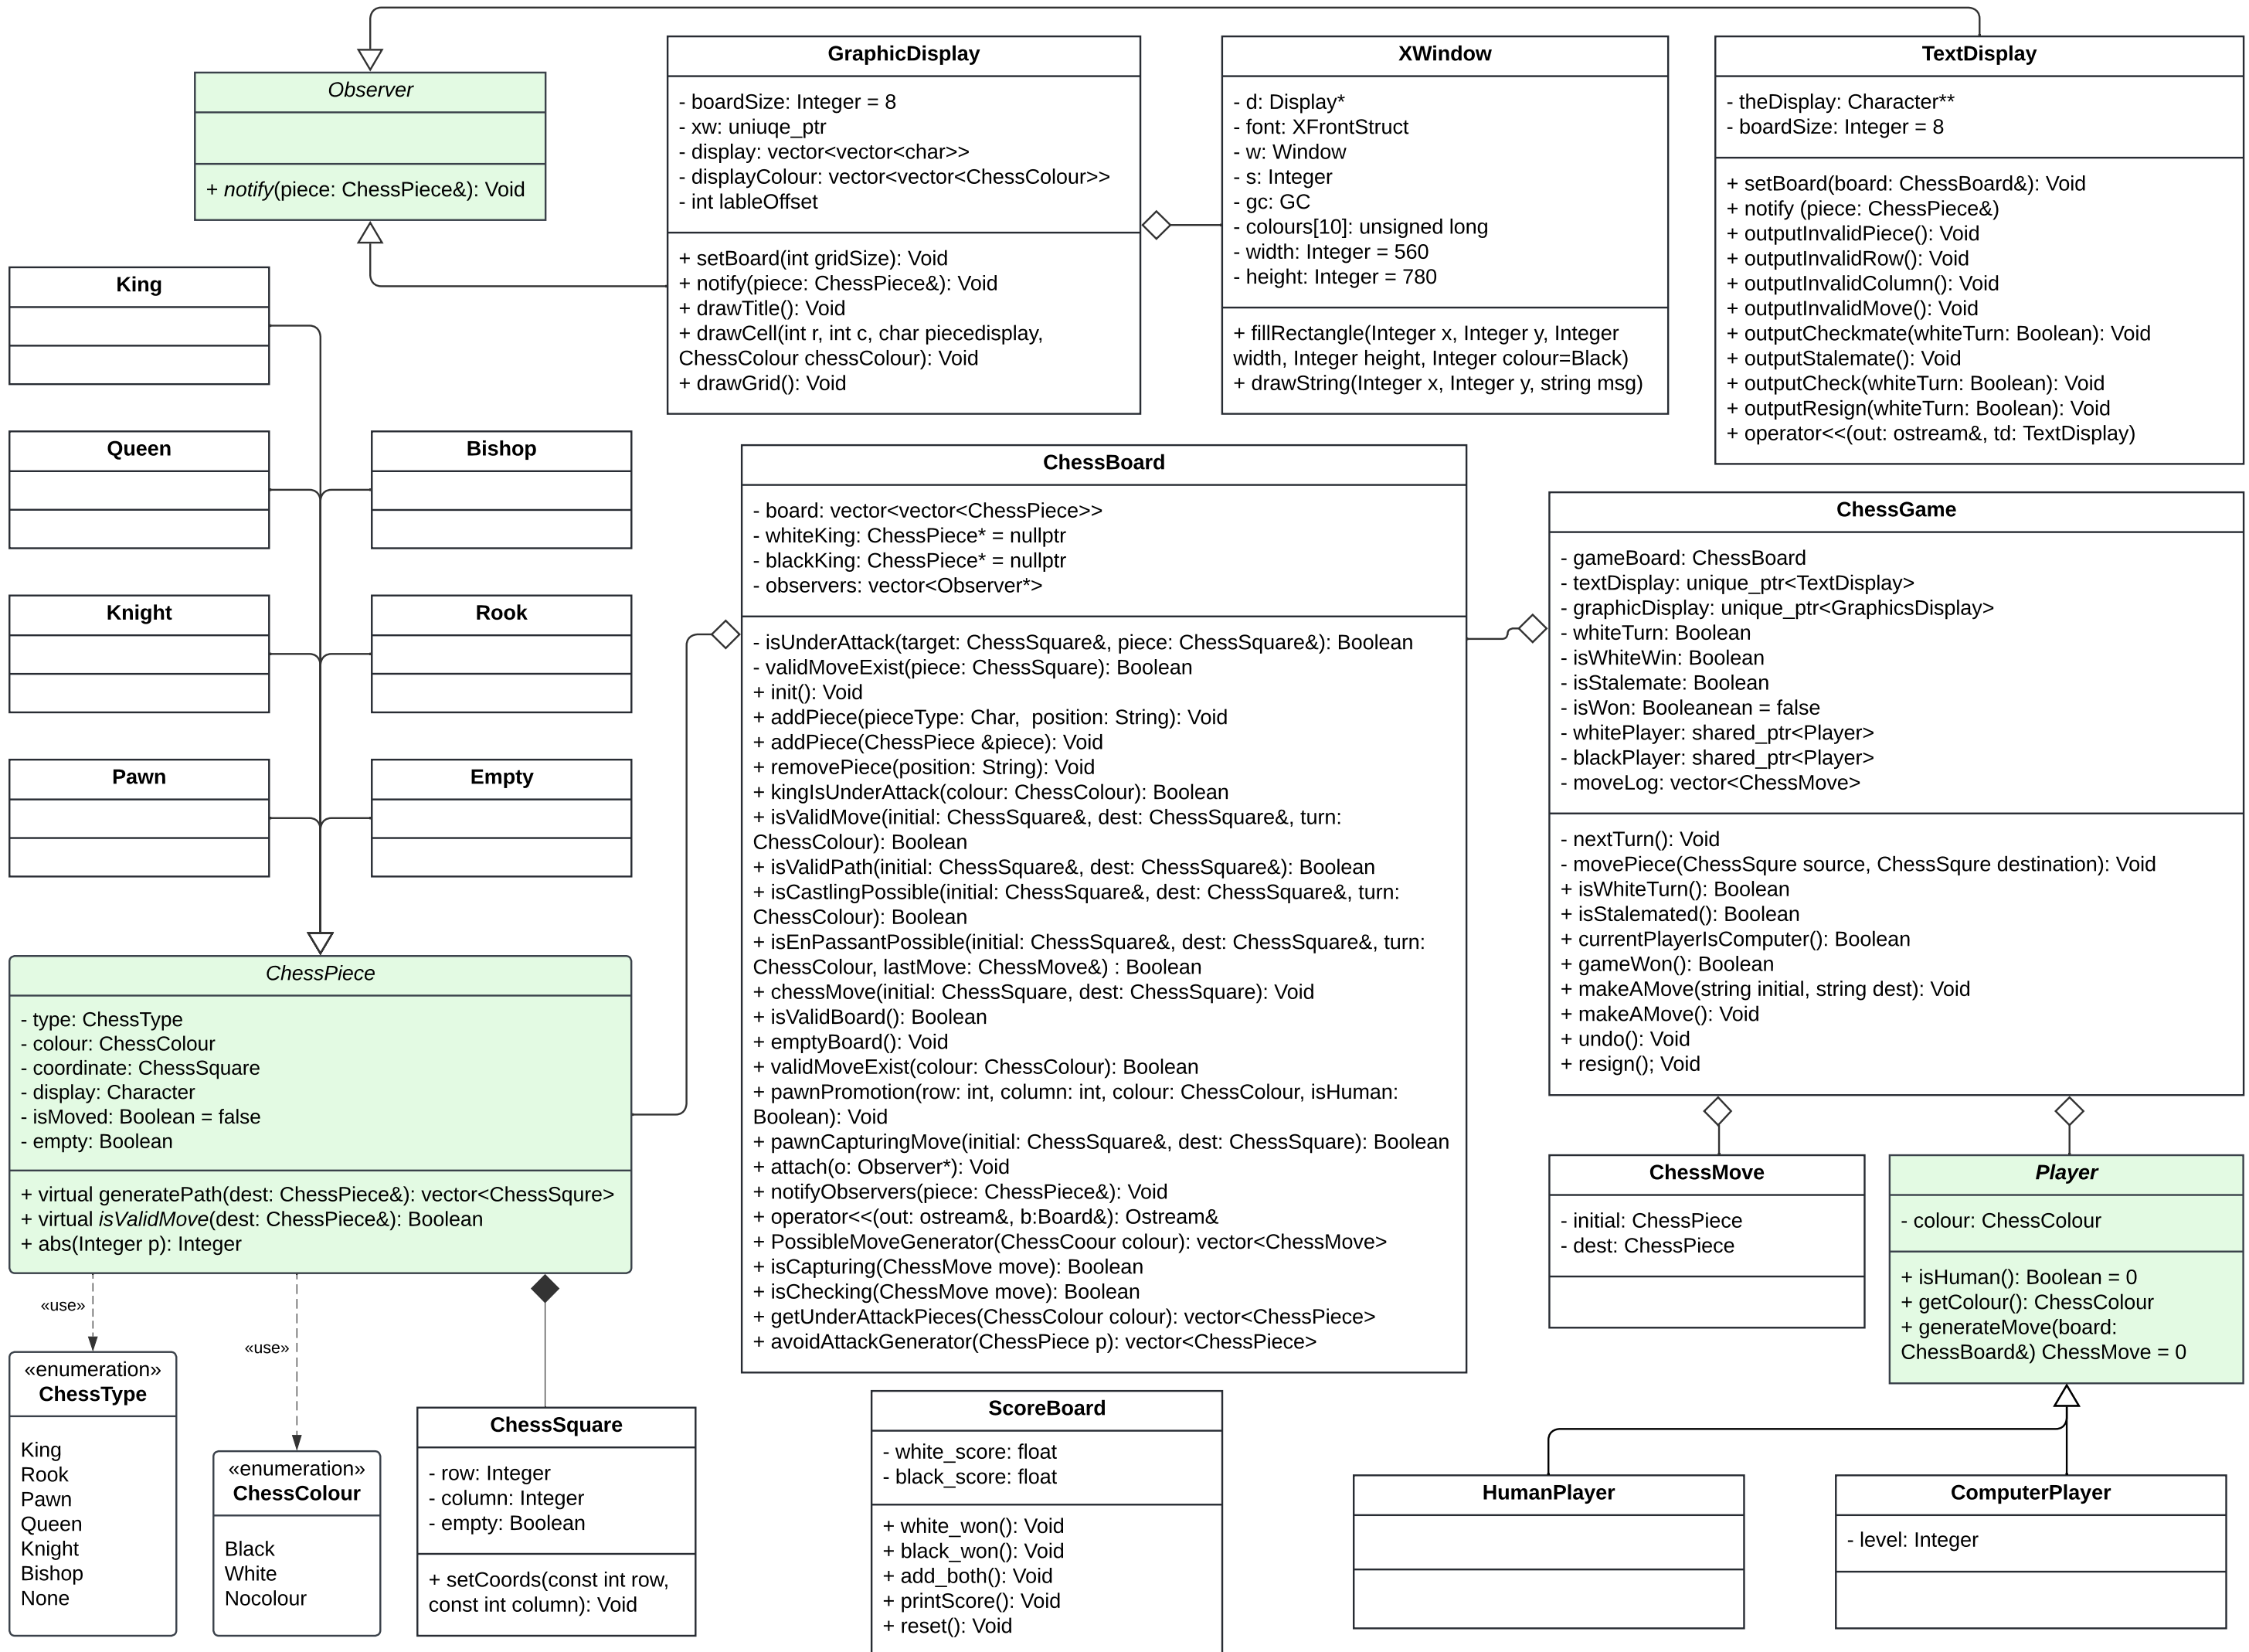 Observer
+ notify(piece: ChessPiece&): Void
GraphicDisplay
- boardSize: Integer = 8
- xw: uniuqe_ptr
- display: vector<vector<char>>
- displayColour: vector<vector<ChessColour>>
- int lableOffset
+ setBoard(int gridSize): Void
+ notify(piece: ChessPiece&): Void
+ drawTitle(): Void
+ drawCell(int r, int c, char piecedisplay,
ChessColour chessColour): Void
+ drawGrid(): Void
XWindow
- d: Display*
- font: XFrontStruct
- w: Window
- s: Integer
- gc: GC
- colours[10]: unsigned long
- width: Integer = 560
- height: Integer = 780
+ fillRectangle(Integer x, Integer y, Integer
width, Integer height, Integer colour=Black)
+ drawString(Integer x, Integer y, string msg)
TextDisplay
- theDisplay: Character**
- boardSize: Integer = 8
+ setBoard(board: ChessBoard&): Void
+ notify (piece: ChessPiece&)
+ outputInvalidPiece(): Void
+ outputInvalidRow(): Void
+ outputInvalidColumn(): Void
+ outputInvalidMove(): Void
+ outputCheckmate(whiteTurn: Boolean): Void
+ outputStalemate(): Void
+ outputCheck(whiteTurn: Boolean): Void
+ outputResign(whiteTurn: Boolean): Void
+ operator<<(out: ostream&, td: TextDisplay)
King
Queen
Bishop
Knight
Rook
Pawn
Empty
ChessPiece
- type: ChessType
- colour: ChessColour
- coordinate: ChessSquare
- display: Character
- isMoved: Boolean = false
- empty: Boolean
+ virtual generatePath(dest: ChessPiece&): vector<ChessSqure>
+ virtual isValidMove(dest: ChessPiece&): Boolean
+ abs(Integer p): Integer
ChessBoard
- board: vector<vector<ChessPiece>>
- whiteKing: ChessPiece* = nullptr
- blackKing: ChessPiece* = nullptr
- observers: vector<Observer*>
- isUnderAttack(target: ChessSquare&, piece: ChessSquare&): Boolean
- validMoveExist(piece: ChessSquare): Boolean
+ init(): Void
+ addPiece(pieceType: Char,  position: String): Void
+ addPiece(ChessPiece &piece): Void
+ removePiece(position: String): Void
+ kingIsUnderAttack(colour: ChessColour): Boolean
+ isValidMove(initial: ChessSquare&, dest: ChessSquare&, turn:
ChessColour): Boolean
+ isValidPath(initial: ChessSquare&, dest: ChessSquare&): Boolean
+ isCastlingPossible(initial: ChessSquare&, dest: ChessSquare&, turn:
ChessColour): Boolean
+ isEnPassantPossible(initial: ChessSquare&, dest: ChessSquare&, turn:
ChessColour, lastMove: ChessMove&) : Boolean
+ chessMove(initial: ChessSquare, dest: ChessSquare): Void
+ isValidBoard(): Boolean
+ emptyBoard(): Void
+ validMoveExist(colour: ChessColour): Boolean
+ pawnPromotion(row: int, column: int, colour: ChessColour, isHuman:
Boolean): Void
+ pawnCapturingMove(initial: ChessSquare&, dest: ChessSquare): Boolean
+ attach(o: Observer*): Void
+ notifyObservers(piece: ChessPiece&): Void
+ operator<<(out: ostream&, b:Board&): Ostream&
+ PossibleMoveGenerator(ChessCoour colour): vector<ChessMove>
+ isCapturing(ChessMove move): Boolean
+ isChecking(ChessMove move): Boolean
+ getUnderAttackPieces(ChessColour colour): vector<ChessPiece>
+ avoidAttackGenerator(ChessPiece p): vector<ChessPiece>
ChessGame
- gameBoard: ChessBoard
- textDisplay: unique_ptr<TextDisplay>
- graphicDisplay: unique_ptr<GraphicsDisplay>
- whiteTurn: Boolean
- isWhiteWin: Boolean
- isStalemate: Boolean
- isWon: Booleanean = false
- whitePlayer: shared_ptr<Player>
- blackPlayer: shared_ptr<Player>
- moveLog: vector<ChessMove>
- nextTurn(): Void
- movePiece(ChessSqure source, ChessSqure destination): Void
+ isWhiteTurn(): Boolean
+ isStalemated(): Boolean
+ currentPlayerIsComputer(): Boolean
+ gameWon(): Boolean
+ makeAMove(string initial, string dest): Void
+ makeAMove(): Void
+ undo(): Void
+ resign(); Void
ChessMove
- initial: ChessPiece
- dest: ChessPiece
Player
- colour: ChessColour
+ isHuman(): Boolean = 0
+ getColour(): ChessColour
+ generateMove(board:
ChessBoard&) ChessMove = 0
«use»
«use»
«enumeration»
ChessType
King
Rook
Pawn
Queen
Knight
Bishop
None
«enumeration»
ChessColour
Black
White
Nocolour
ChessSquare
- row: Integer
- column: Integer
- empty: Boolean
+ setCoords(const int row,
const int column): Void
ScoreBoard
- white_score: float
- black_score: float
+ white_won(): Void
+ black_won(): Void
+ add_both(): Void
+ printScore(): Void
+ reset(): Void
HumanPlayer
ComputerPlayer
- level: Integer